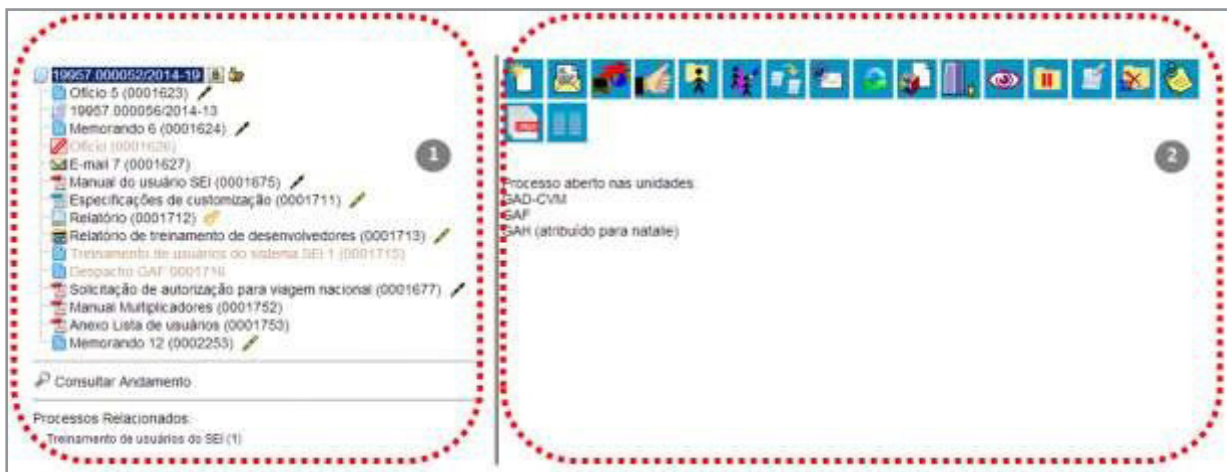 19957.000052/2014-19
Ofício 5 (0001623)
19957.000056/2014-13
Memorando 6 (0001624)
Ofício (0001626)
E-mail 7 (0001627)
Manual do usuário SEI (0001675)
Especificações de customização (0001711)
Relatório (0001712)
Relatório de treinamento de desenvolvedores (0001713)
Treinamento de usuários do sistema SEI 1 (0001715)
Despacho GAF 0001716
Solicitação de autorização para viagem nacional (0001677)
Manual Multiplicadores (0001752)
Anexo Lista de usuários (0001753)
Memorando 12 (0002253)
Consultar Andamento
Processos Relacionados:
Treinamento de usuários do SEI (1)
1
Processo aberto nas unidades:
GAD-CVM
GAF
GAH (atribuído para natalie)
2